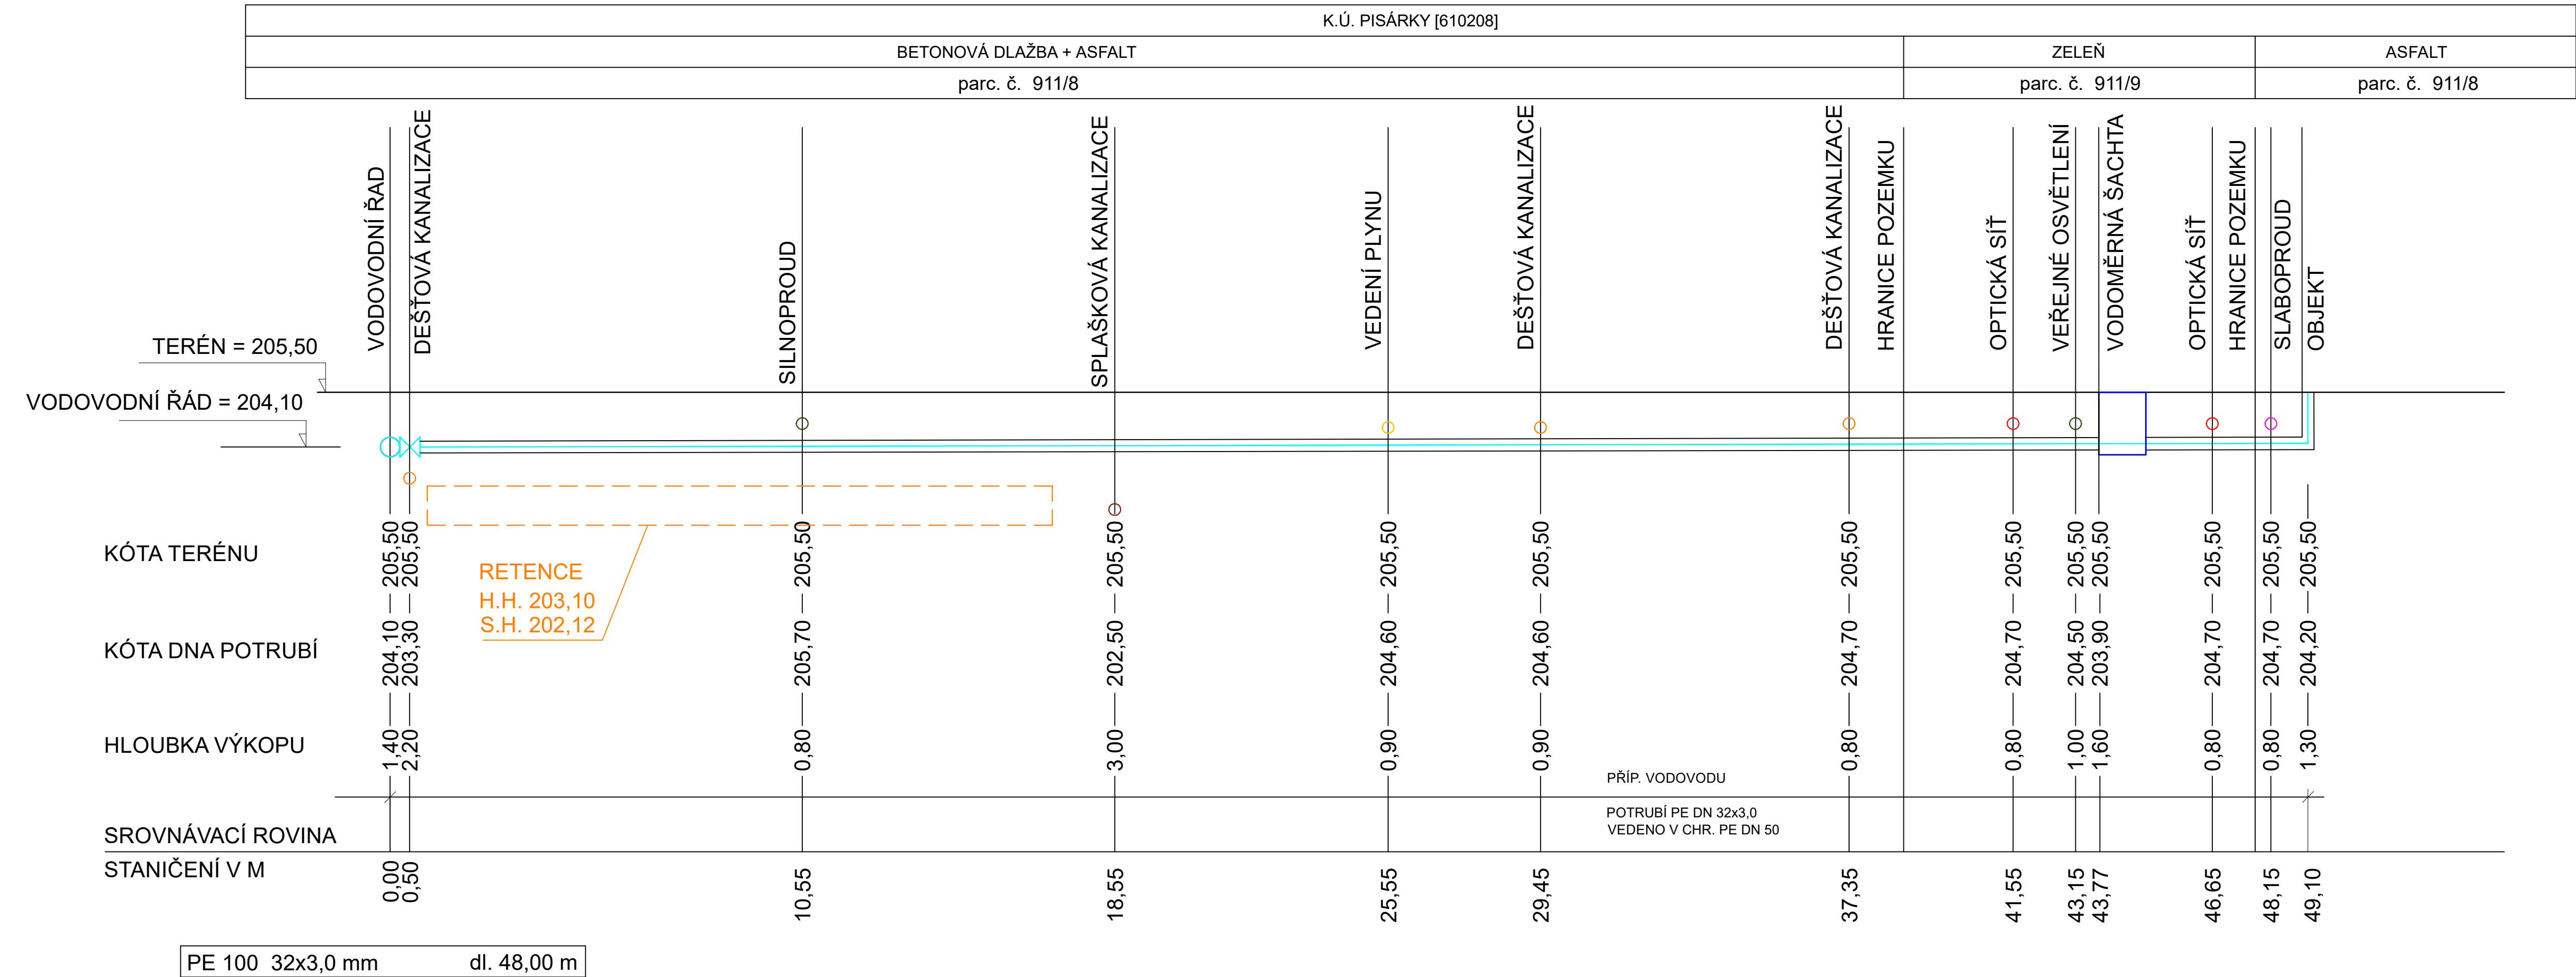 K.Ú. PISÁRKY [610208]
BETONOVÁ DLAŽBA + ASFALT
ZELEŇ
ASFALT
parc. č. 911/8
parc. č. 911/9
parc. č. 911/8
VODOVODNÍ ŘAD
DEŠŤOVÁ KANALIZACE
SILNOPROUD
SPLAŠKOVÁ KANALIZACE
VEDENÍ PLYNU
DEŠŤOVÁ KANALIZACE
DEŠŤOVÁ KANALIZACE
HRANICE POZEMKU
OPTICKÁ SÍŤ
VEŘEJNÉ OSVĚTLENÍ
VODOMĚRNÁ ŠACHTA
OPTICKÁ SÍŤ
HRANICE POZEMKU
SLABOPROUD
OBJEKT
TERÉN = 205,50
VODOVODNÍ ŘÁD = 204,10
RETENCE
H.H. 203,10
S.H. 202,12
KÓTA TERÉNU
205,50
205,50
205,50
205,50
205,50
205,50
205,50
205,50
205,50
205,50
205,50
205,50
205,50
KÓTA DNA POTRUBÍ
204,10
203,30
205,70
202,50
204,60
204,60
204,70
204,70
204,50
203,90
204,70
204,70
204,20
HLOUBKA VÝKOPU
1,40
2,20
0,80
3,00
0,90
0,90
0,80
0,80
1,00
1,60
0,80
0,80
1,30
PŘÍP. VODOVODU
POTRUBÍ PE DN 32x3,0
VEDENO V CHR. PE DN 50
SROVNÁVACÍ ROVINA
STANIČENÍ V M
0,00
0,50
10,55
18,55
25,55
29,45
37,35
41,55
43,15
43,77
46,65
48,15
49,10
PE 100 32x3,0 mm dl. 48,00 m